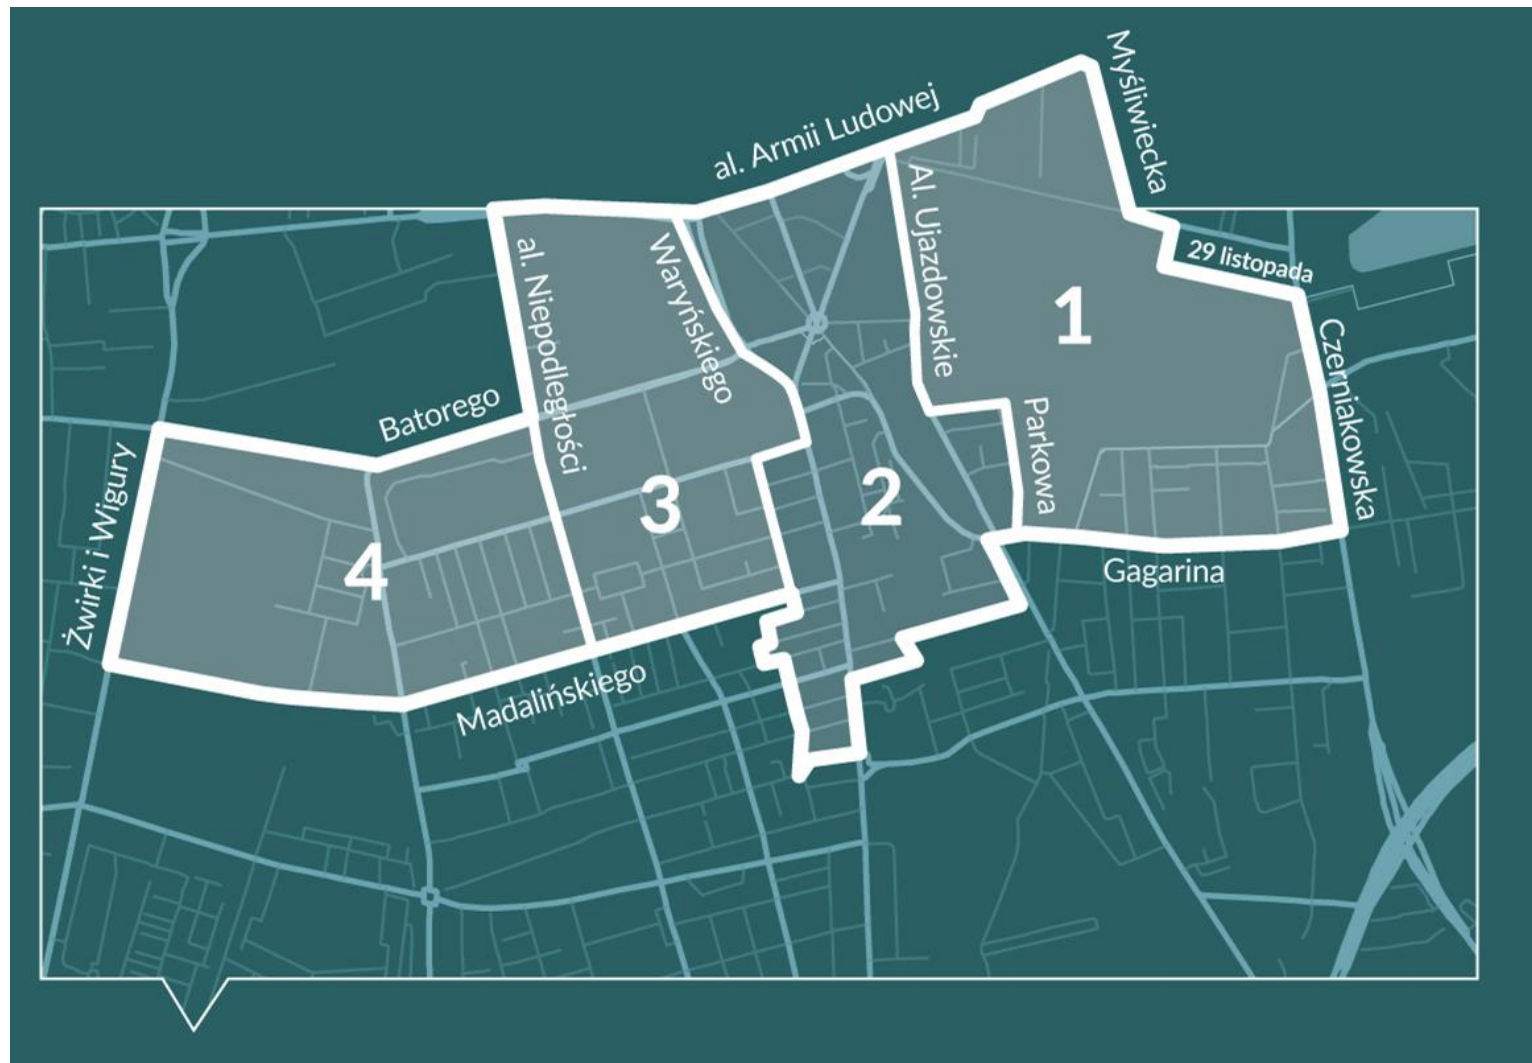 Myśliwiecka
al. Armii Ludowej
Al. Ujazdowskie
29 listopada
al. Niepodległości
Waryńskiego
1
Czerniakowska
Batorego
Parkowa
Żwirki i Wigury
3
2
4
Gagarina
Madalińskiego